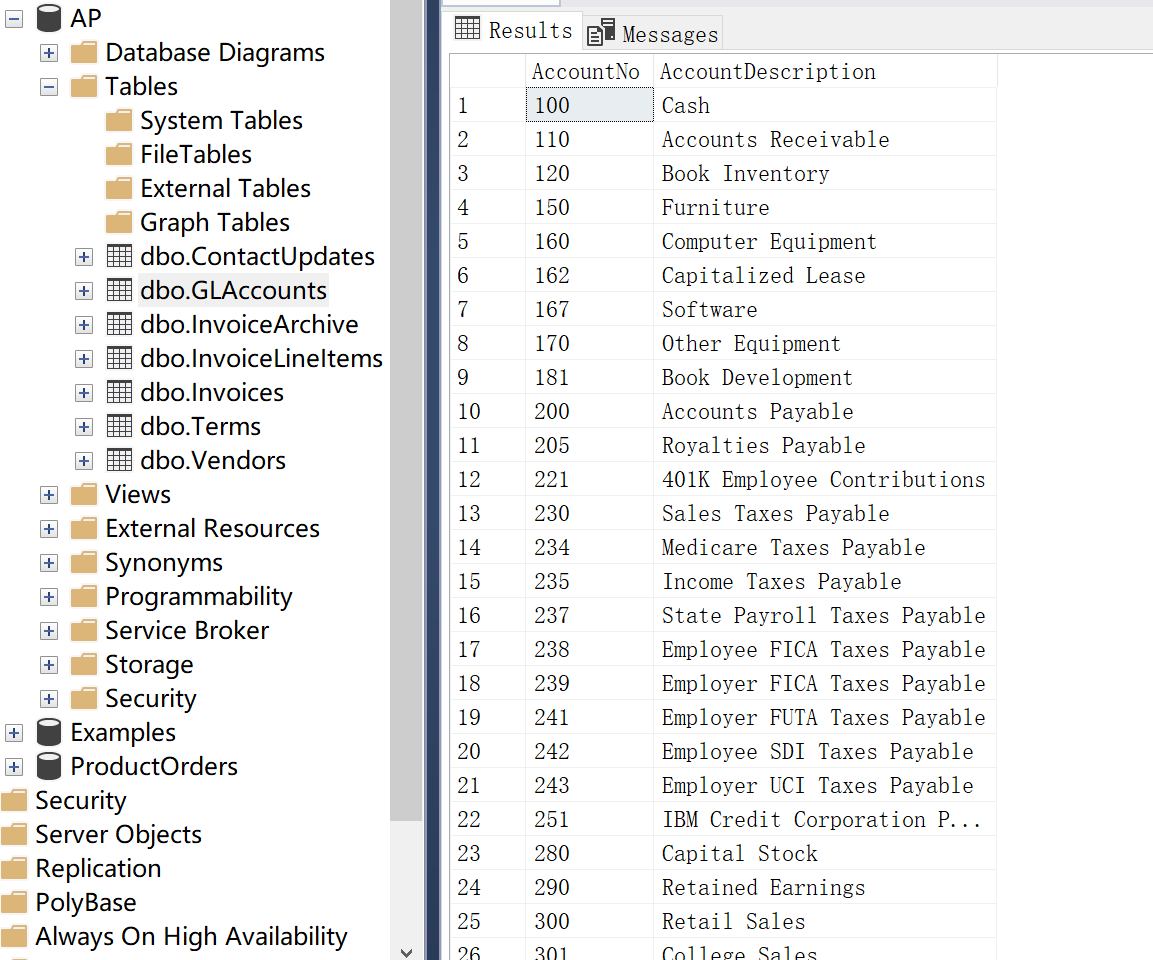 AP
Database Diagrams
Tables
System Tables
FileTables
External Tables
Graph Tables
dbo.ContactUpdates
dbo.GLAccounts
dbo.InvoiceArchive
dbo.InvoiceLineItems
dbo.Invoices
dbo.Terms
dbo.Vendors
Views
External Resources
Synonyms
Programmability
Service Broker
Storage
Security
Examples
ProductOrders
Security
Server Objects
Replication
PolyBase
Always On High Availability
Results Messages
AccountNo AccountDescription
1 100 Cash
2 110 Accounts Receivable
3 120 Book Inventory
4 150 Furniture
5 160 Computer Equipment
6 162 Capitalized Lease
7 167 Software
8 170 Other Equipment
9 181 Book Development
10 200 Accounts Payable
11 205 Royalties Payable
12 221 401K Employee Contributions
13 230 Sales Taxes Payable
14 234 Medicare Taxes Payable
15 235 Income Taxes Payable
16 237 State Payroll Taxes Payable
17 238 Employee FICA Taxes Payable
18 239 Employer FICA Taxes Payable
19 241 Employer FUTA Taxes Payable
20 242 Employee SDI Taxes Payable
21 243 Employer UCI Taxes Payable
22 251 IBM Credit Corporation P...
23 280 Capital Stock
24 290 Retained Earnings
25 300 Retail Sales
26 301 College Sales